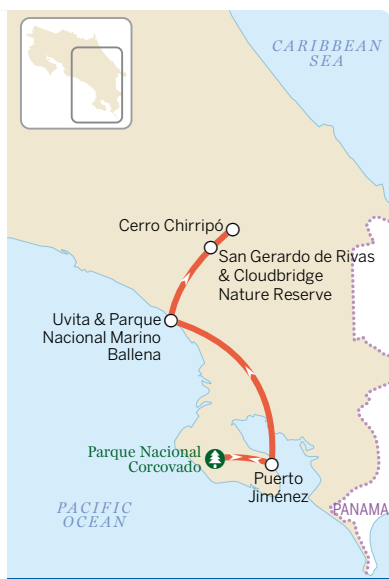 CARIBBEAN
SEA
Cerro Chirripó
San Gerardo de Rivas
& Cloudbridge
Nature Reserve
Uvita & Parque
Nacional Marino
Ballena
Parque Nacional
Corcovado
Puerto
Jiménez
PACIFIC
OCEAN
PANAMA